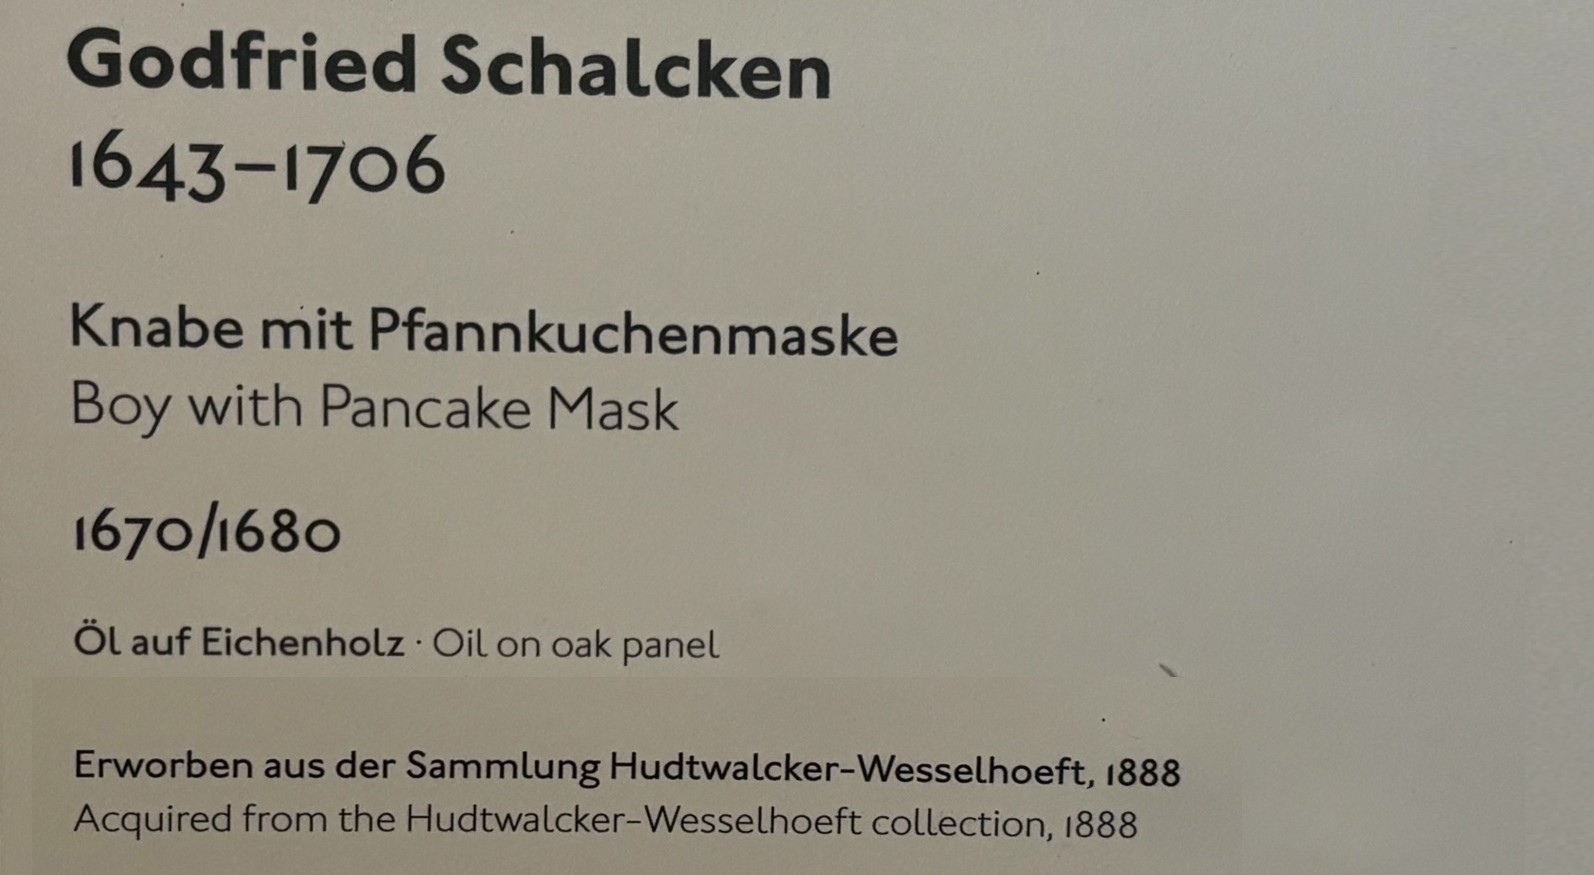 Godfried Schalcken
1643–1706
Knabe mit Pfannkuchenmaske
Boy with Pancake Mask
1670/1680
Öl auf Eichenholz · Oil on oak panel
Erworben aus der Sammlung Hudtwalcker-Wesselhoeft, 1888
Acquired from the Hudtwalcker-Wesselhoeft collection, 1888